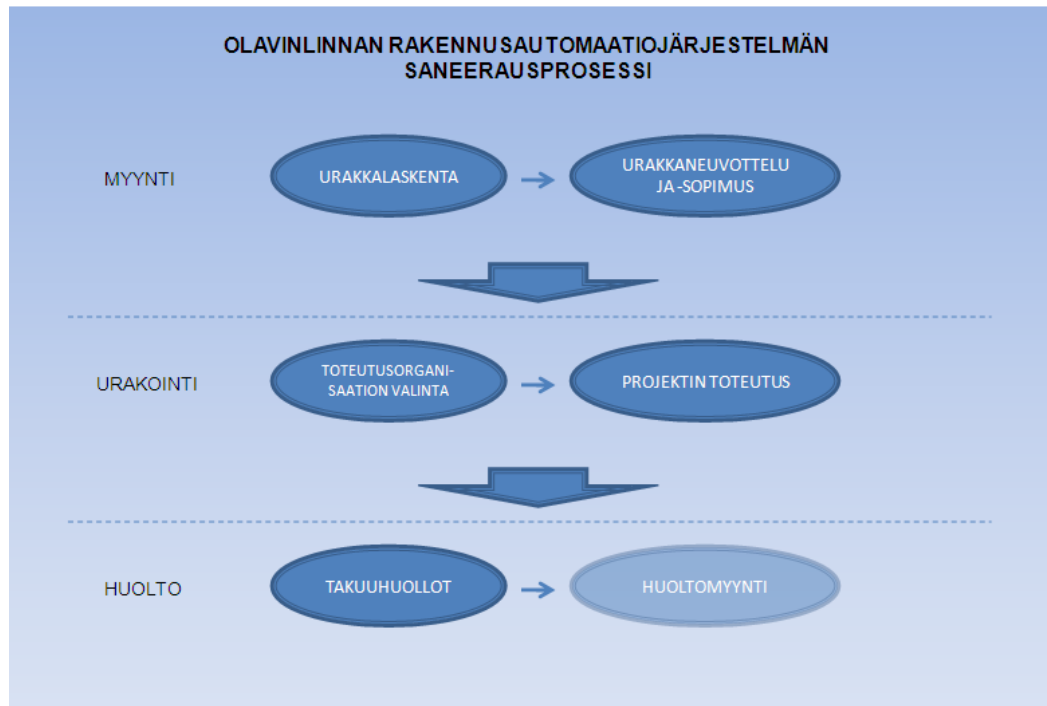 OLAVINLINNAN RAKENNUSAUTOMAATIOJÄRJESTELMÄN
SANEERAUSPROSESSI
MYYNTI
URAKKALASKENTA
URAKKANEUVOTTELU
JA -SOPIMUS
URAKOINTI
TOTEUTUSORGANI-
SAATION VALINTA
PROJEKTIN TOTEUTUS
HUOLTO
TAKUUHUOLLOT
HUOLTOMYYNTI